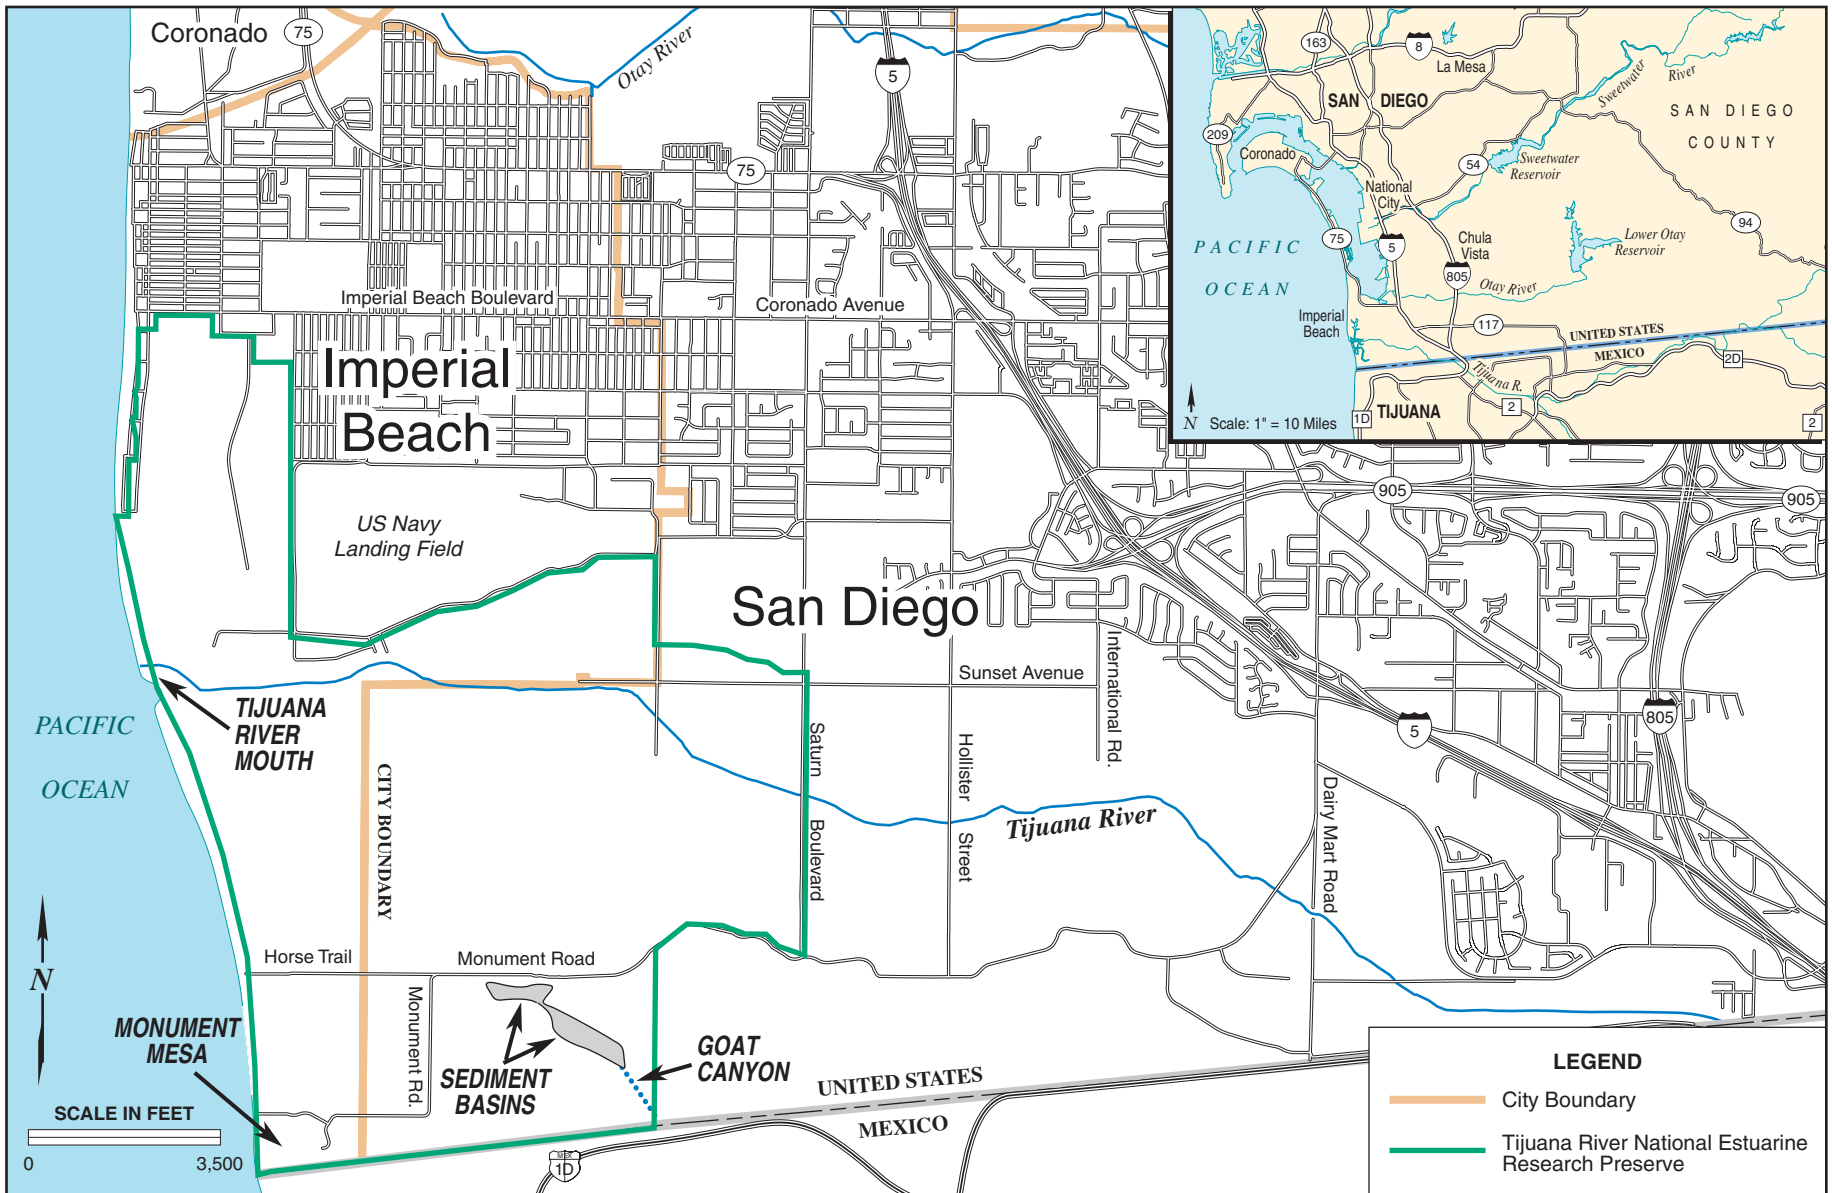 Coronado
75
Otay River
5
75
Imperial Beach Boulevard
Coronado Avenue
Imperial
Beach
US Navy
Landing Field
San Diego
905
905
Sunset Avenue
International Rd.
TIJUANA
RIVER
MOUTH
PACIFIC
OCEAN
CITY BOUNDARY
Saturn Boulevard
Hollister Street
Tijuana River
Dairy Mart Road
5
805
N
Horse Trail
Monument Road
Monument Rd.
MONUMENT
MESA
SEDIMENT
BASINS
GOAT
CANYON
UNITED STATES
MEXICO
MEX
1D
SCALE IN FEET
0
3,500
LEGEND
City Boundary
Tijuana River National Estuarine
Research Preserve
163
8
La Mesa
SAN DIEGO
Sweetwater River
SAN DIEGO
COUNTY
209
Coronado
54
Sweetwater
Reservoir
National
City
94
75
5
Chula
Vista
805
Lower Otay
Reservoir
PACIFIC
OCEAN
Otay River
Imperial
Beach
117
UNITED STATES
MEXICO
2D
Tijuana R.
2
1D
TIJUANA
2
N
Scale: 1" = 10 Miles